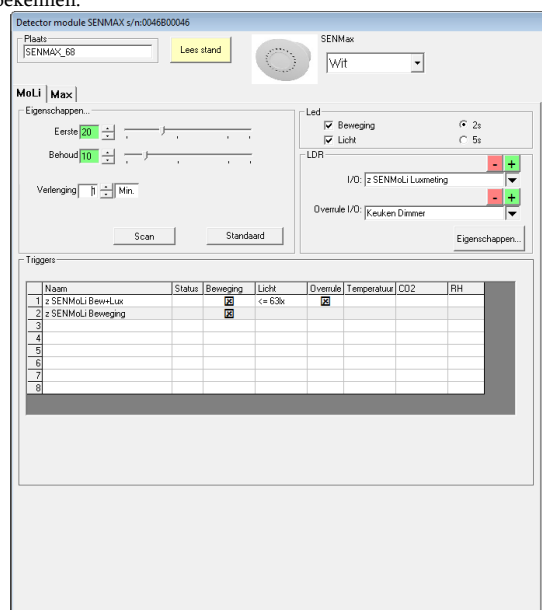 bekennen.
Detector module SENMAX s/n:0046B00046
Plaats
SENMAX_68
Lees stand
SENMax
Wit
MoLi Max
Eigenschappen...
Eerste 20
Behoud 10
Verlenging 1 Min.
Scan Standaard
Led
Beweging 2s
Licht 5s
LDR
- +
I/O: z SENMoLi Luxmeting
- +
Overrule I/O: Keuken Dimmer
Eigenschappen...
Triggers
Naam Status Beweging Licht Overrule Temperatuur CO2 RH
1 z SENMoLi Bew+Lux <= 63lx
2 z SENMoLi Beweging
3
4
5
6
7
8